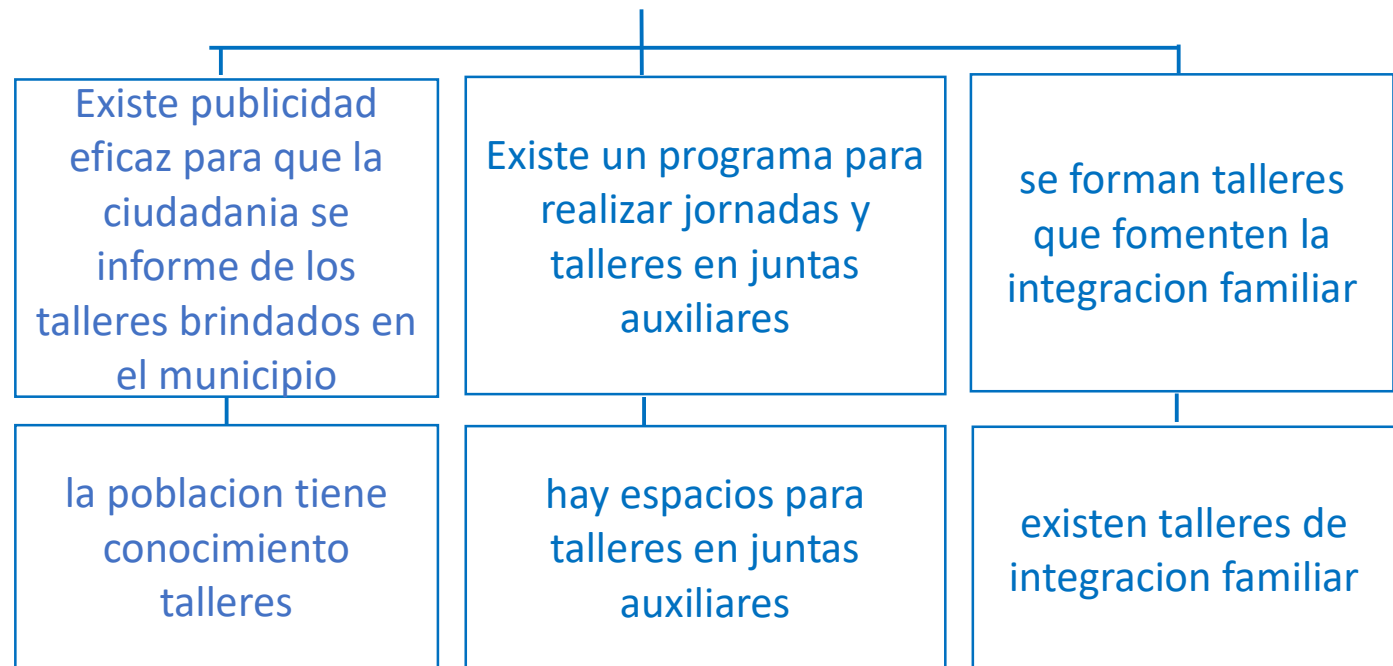 Existe publicidad
eficaz para que la
ciudadania se
informe de los
talleres brindados en
el municipio
Existe un programa para
realizar jornadas y
talleres en juntas
auxiliares
se forman talleres
que fomenten la
integracion familiar
la poblacion tiene
conocimiento
talleres
hay espacios para
talleres en juntas
auxiliares
existen talleres de
integracion familiar